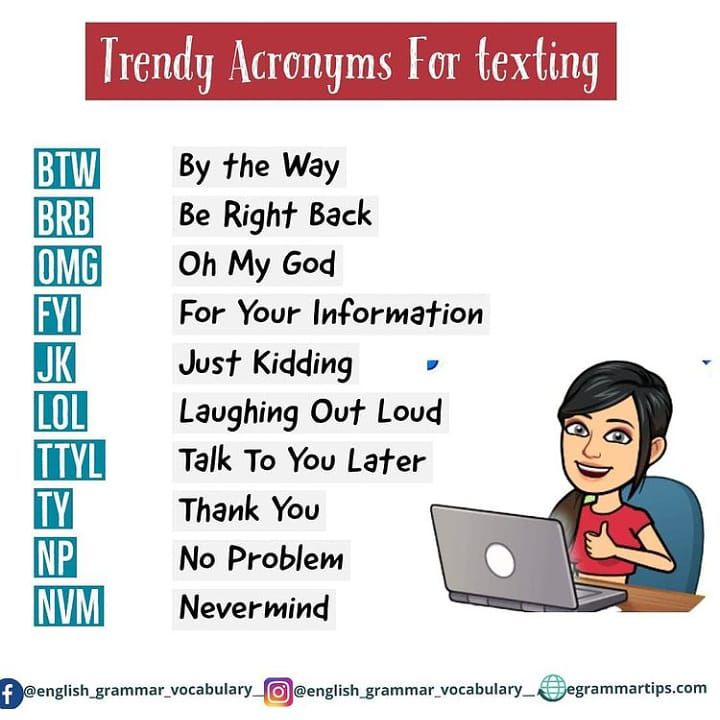 Trendy Acronyms For texting
BTW By the Way
BRB Be Right Back
OMG Oh My God
FYI For Your Information
JK Just Kidding
LOL Laughing Out Loud
TTYL Talk To You Later
TY Thank You
NP No Problem
NVM Nevermind
@english_grammar_vocabulary_ @english_grammar_vocabulary_ egrammartips.com